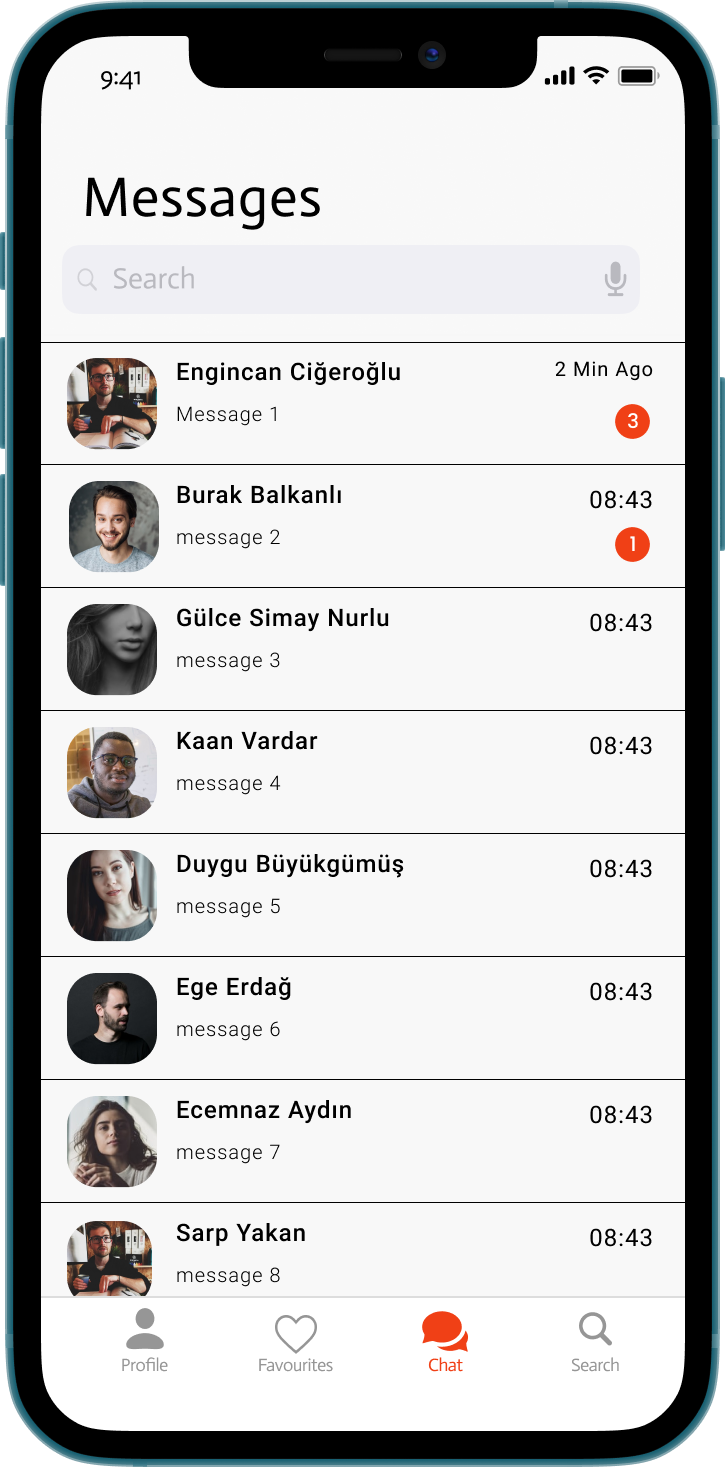 9:41
Messages
Search
Engincan Ciğeroğlu
2 Min Ago
Message 1
3
Burak Balkanlı
08:43
message 2
1
Gülce Simay Nurlu
08:43
message 3
Kaan Vardar
08:43
message 4
Duygu Büyükgümüş
08:43
message 5
Ege Erdağ
08:43
message 6
Ecemnaz Aydın
08:43
message 7
Sarp Yakan
08:43
message 8
Profile
Favourites
Chat
Search